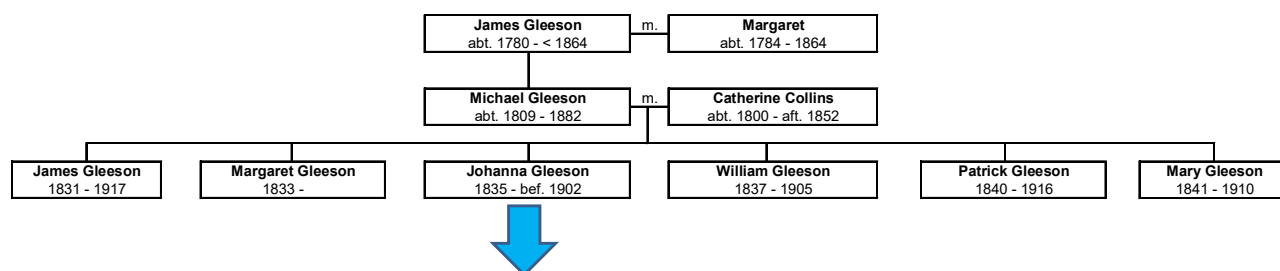 James Gleeson
m.
Margaret
abt. 1780 - < 1864
abt. 1784 - 1864
Michael Gleeson
m.
Catherine Collins
abt. 1809 - 1882
abt. 1800 - aft. 1852
James Gleeson
1831 - 1917
Margaret Gleeson
1833 -
Johanna Gleeson
1835 - bef. 1902
William Gleeson
1837 - 1905
Patrick Gleeson
1840 - 1916
Mary Gleeson
1841 - 1910